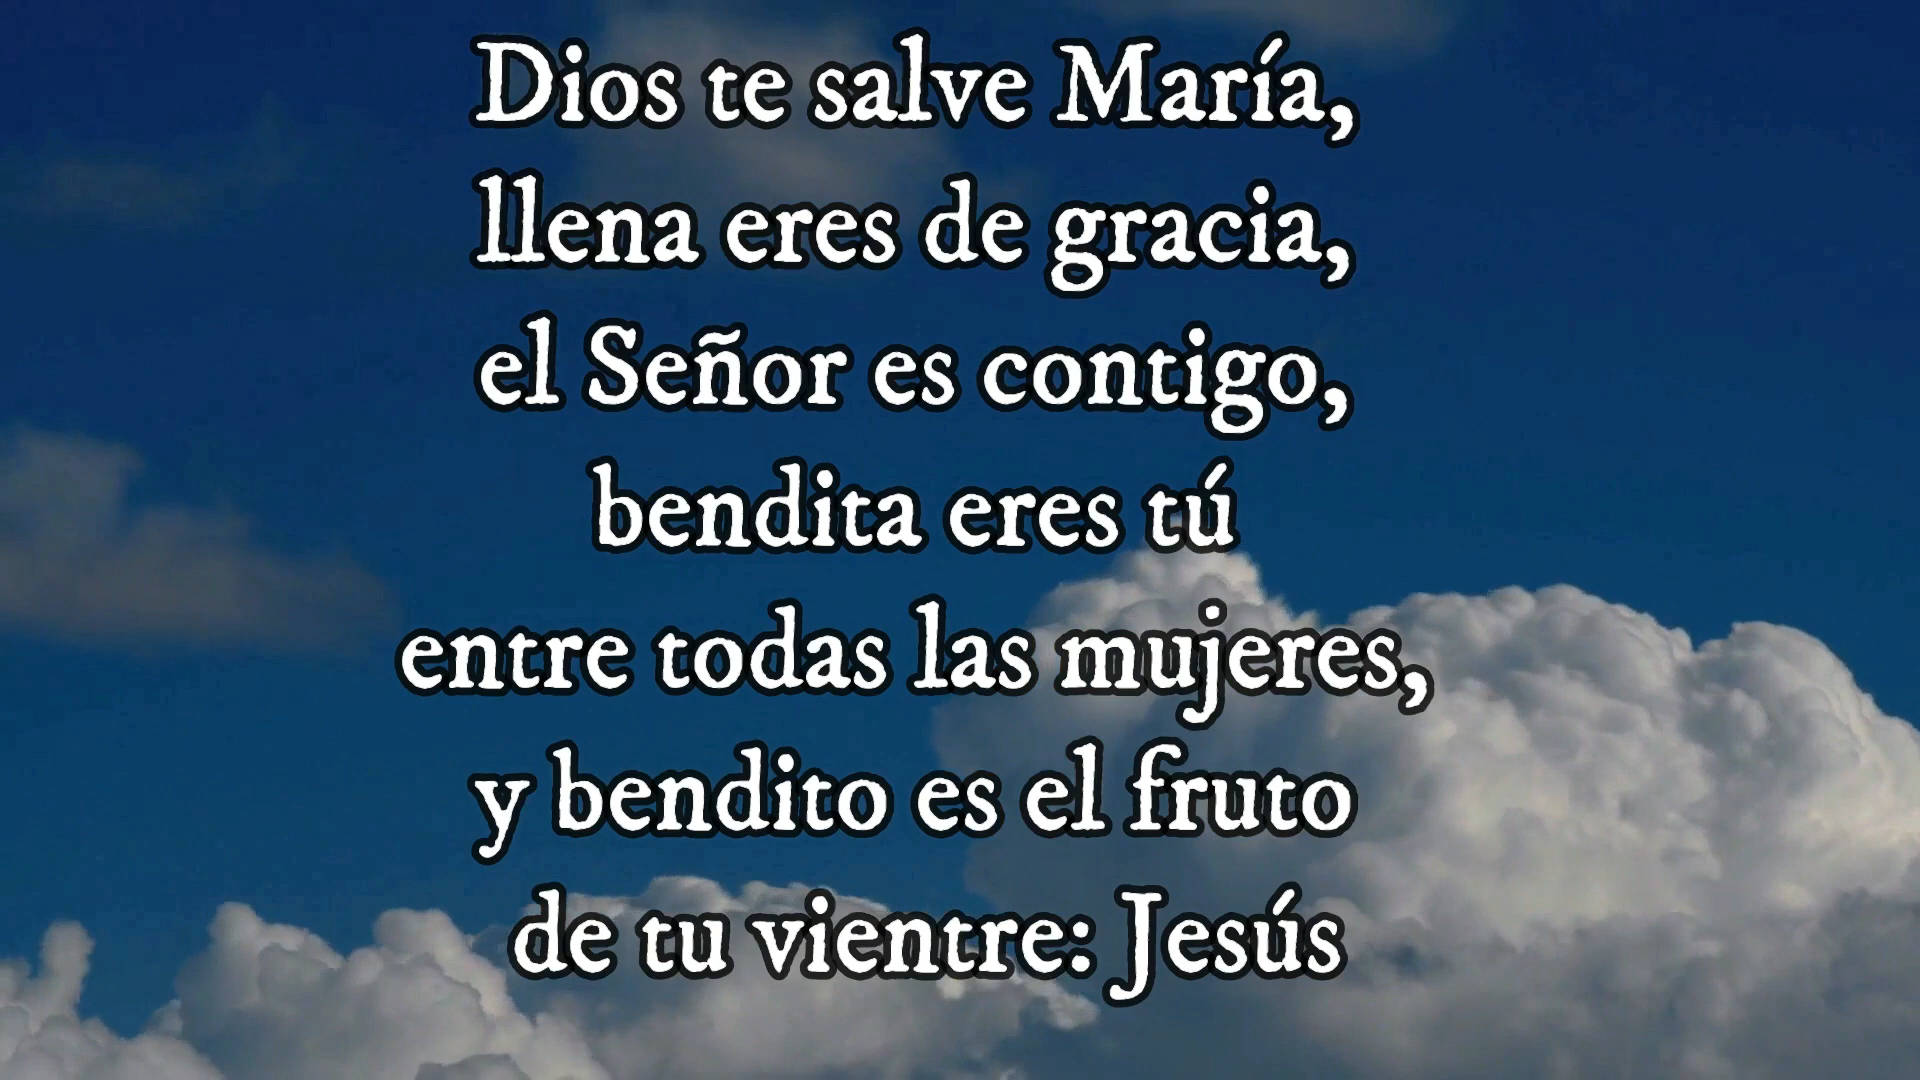 Dios te salve María,
llena eres de gracia,
el Señor es contigo,
bendita eres tú
entre todas las mujeres,
y bendito es el fruto
de tu vientre: Jesús